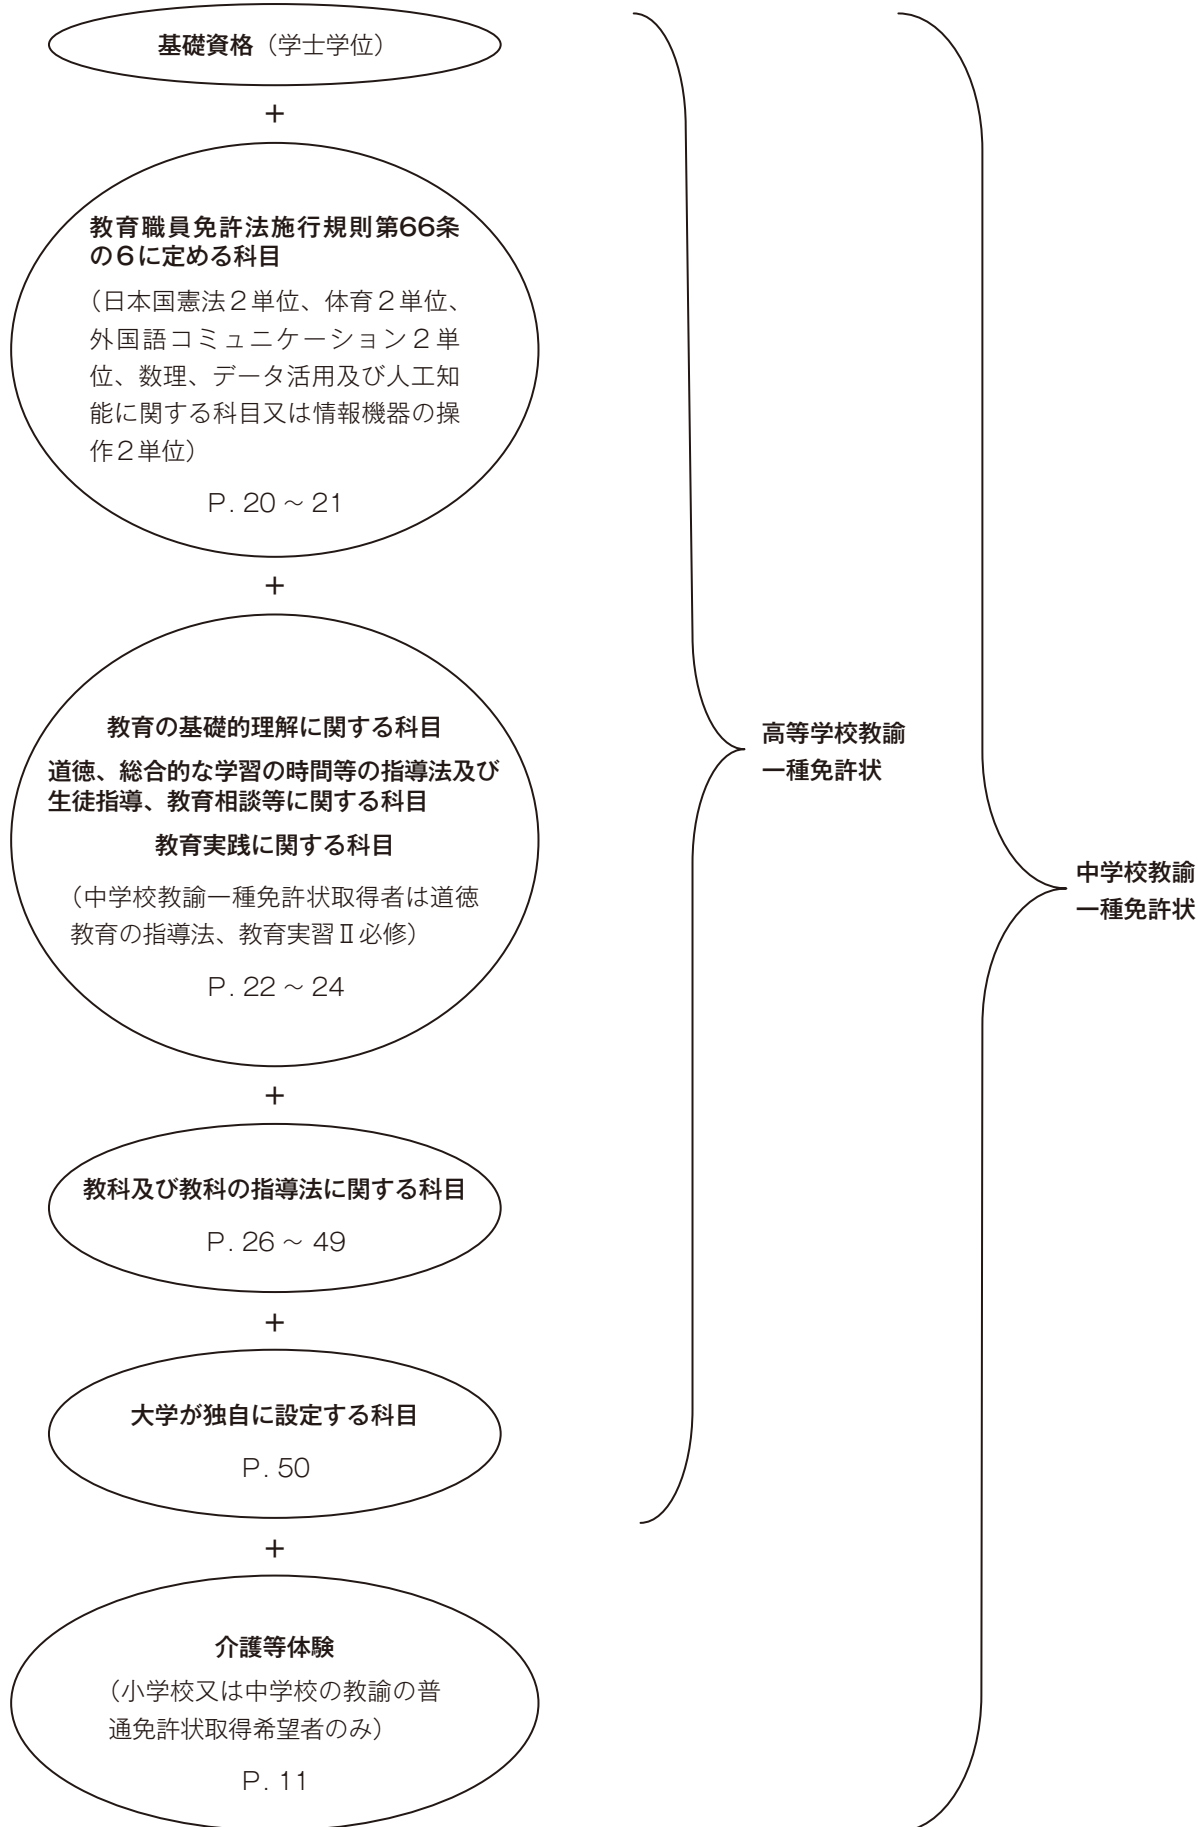 基礎資格（学士学位）
＋
教育職員免許法施行規則第66条
の６に定める科目
（日本国憲法２単位、体育２単位、
外国語コミュニケーション２単
位、数理、データ活用及び人工知
能に関する科目又は情報機器の操
作２単位）
Ｐ. 20 ～ 21
＋
教育の基礎的理解に関する科目
道徳、総合的な学習の時間等の指導法及び
生徒指導、教育相談等に関する科目
教育実践に関する科目
（中学校教諭一種免許状取得者は道徳
教育の指導法、教育実習Ⅱ必修）
Ｐ. 22 ～ 24
＋
教科及び教科の指導法に関する科目
Ｐ. 26 ～ 49
＋
大学が独自に設定する科目
Ｐ. 50
＋
介護等体験
（小学校又は中学校の教諭の普
通免許状取得希望者のみ）
Ｐ. 11
高等学校教諭
一種免許状
中学校教諭
一種免許状